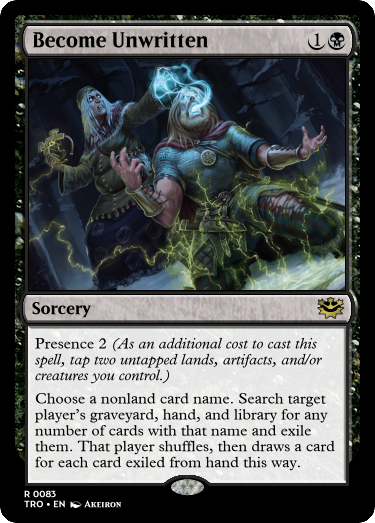 Become Unwritten
1
Sorcery
Presence 2 (As an additional cost to cast this
spell, tap two untapped lands, artifacts, and/or
creatures you control.)
Choose a nonland card name. Search target
player's graveyard, hand, and library for any
number of cards with that name and exile
them. That player shuffles, then draws a card
for each card exiled from hand this way.
R 0083
TRO • EN Akeiron